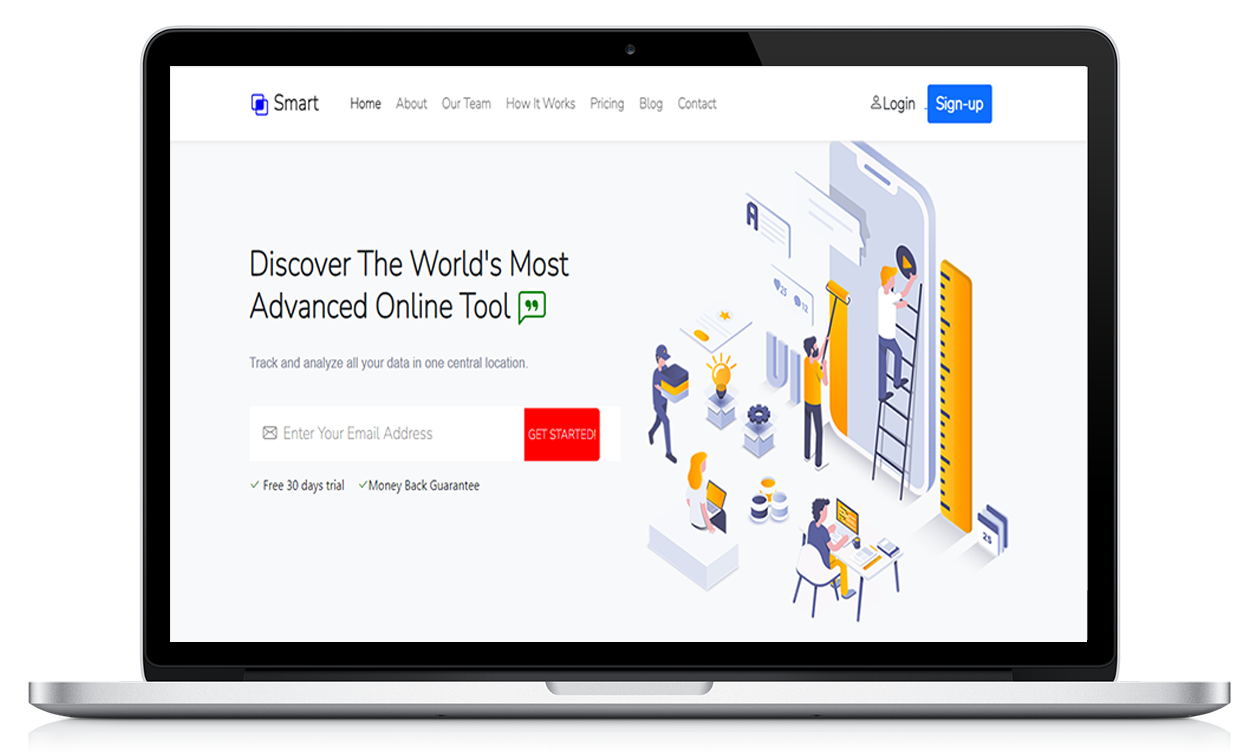 Smart Home About Our Team How It Works Pricing Blog Contact Login Sign-up
Discover The World's Most
Advanced Online Tool
Track and analyze all your data in one central location.
Enter Your Email Address GET STARTED!
Free 30 days trial Money Back Guarantee
A
25 12
UI
25